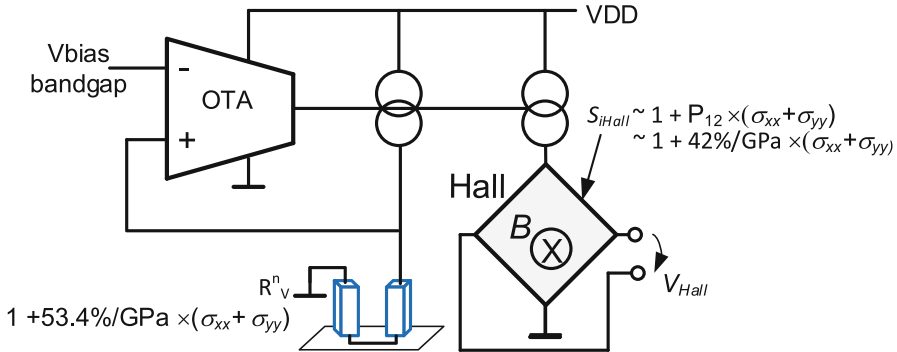 VDD
Vbias
bandgap
-
OTA
+
S_iHall ~ 1 + P₁₂ ×(σxx+σyy)
~ 1 + 42%/GPa ×(σxx+σyy)
Hall
B
X
V_Hall
Rⁿ_V
1 +53.4%/GPa ×(σxx+ σyy)